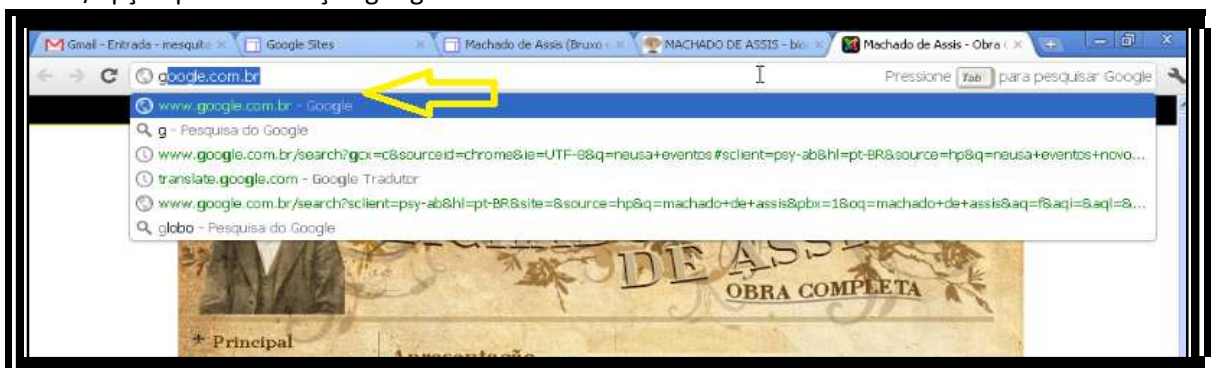 Gmail - Entrada - mesquita
Google Sites
Machado de Assis (Bruxo
MACHADO DE ASSIS - bio
Machado de Assis - Obra C
google.com.br
Pressione Tab para pesquisar Google
www.google.com.br - Google
g - Pesquisa do Google
www.google.com.br/search?gcx=c&sourceid=chrome&ie=UTF-8&q=neusa+eventos#sclient=psy-ab&hl=pt-BR&source=hp&q=neusa+eventos+novo...
translate.google.com - Google Tradutor
www.google.com.br/search?sclient=psy-ab&hl=pt-BR&site=&source=hp&q=machado+de+assis&pbx=1&oq=machado+de+assis&aq=f&aqi=&aql=&...
globo - Pesquisa do Google
DE ASSIS
OBRA COMPLETA
* Principal
Apresentação